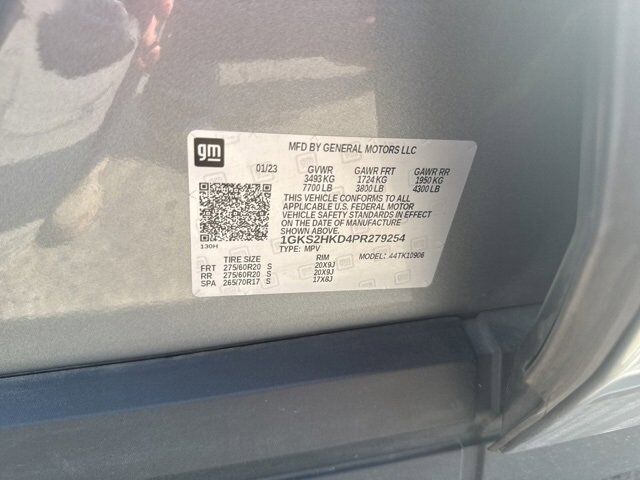 gm
MFD BY GENERAL MOTORS LLC
01/23 GVWR GAWR FRT GAWR RR
3493 KG 1724 KG 1950 KG
7700 LB 3800 LB 4300 LB
THIS VEHICLE CONFORMS TO ALL
APPLICABLE U.S. FEDERAL MOTOR
VEHICLE SAFETY STANDARDS IN EFFECT
ON THE DATE OF MANUFACTURE
SHOWN ABOVE.
1GKS2HKD4PR279254
130H
TYPE: MPV MODEL: 44TK10906
TIRE SIZE RIM
FRT 275/60R20 S 20X9J
RR 275/60R20 S 20X9J
SPA 265/70R17 S 17X8J